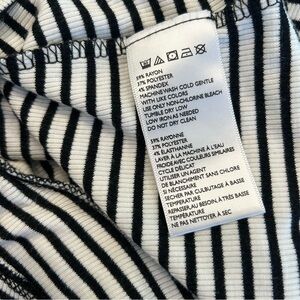 59% RAYON
37% POLYESTER
4% SPANDEX
MACHINE WASH COLD GENTLE
WITH LIKE COLORS
USE ONLY NON-CHLORINE BLEACH
TUMBLE DRY LOW
LOW IRON AS NEEDED
DO NOT DRY CLEAN
59% RAYONNE
37% POLYESTER
4% ELASTHANNE
LAVER À LA MACHINE À L'EAU
FROIDE AVEC COULEURS SIMILAIRES
CYCLE DÉLICAT
UTILISER UN AGENT
DE BLANCHIMENT SANS CHLORE
SI NÉCESSAIRE
SÉCHER PAR CULBUTAGE À BASSE
TEMPÉRATURE
REPASSER AU BESOIN, À TRÈS BASSE
TEMPÉRATURE
NE PAS NETTOYER À SEC